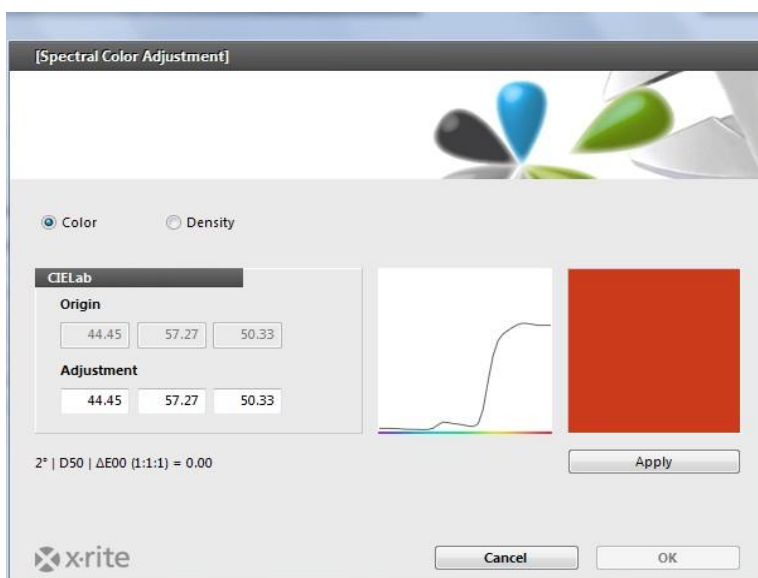 [Spectral Color Adjustment]
Color Density
CIELab
Origin
44.45 57.27 50.33
Adjustment
44.45 57.27 50.33
2° | D50 | ΔE00 (1:1:1) = 0.00
Apply
x·rite
Cancel OK